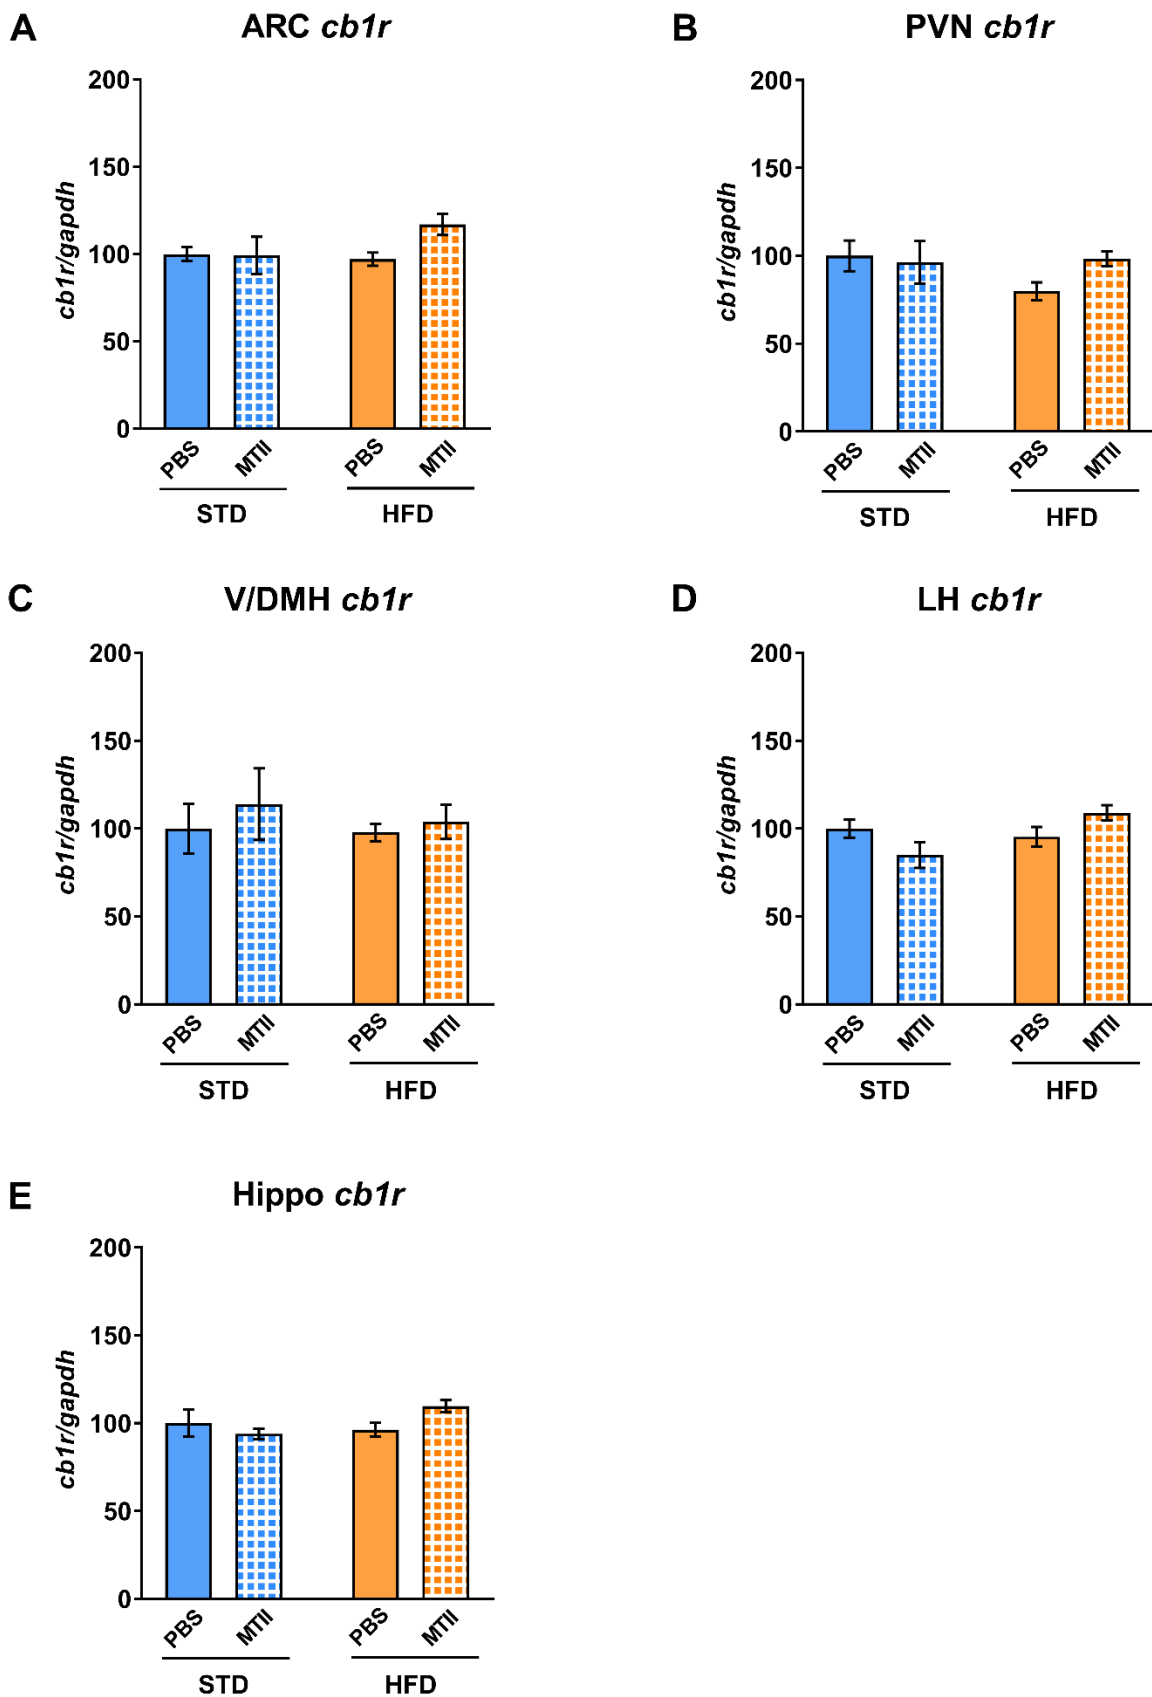 A
ARC cb1r
cb1r/gapdh
200
150
100
50
0
PBS
MTII
PBS
MTII
STD
HFD
B
PVN cb1r
cb1r/gapdh
200
150
100
50
0
PBS
MTII
PBS
MTII
STD
HFD
C
V/DMH cb1r
cb1r/gapdh
200
150
100
50
0
PBS
MTII
PBS
MTII
STD
HFD
D
LH cb1r
cb1r/gapdh
200
150
100
50
0
PBS
MTII
PBS
MTII
STD
HFD
E
Hippo cb1r
cb1r/gapdh
200
150
100
50
0
PBS
MTII
PBS
MTII
STD
HFD